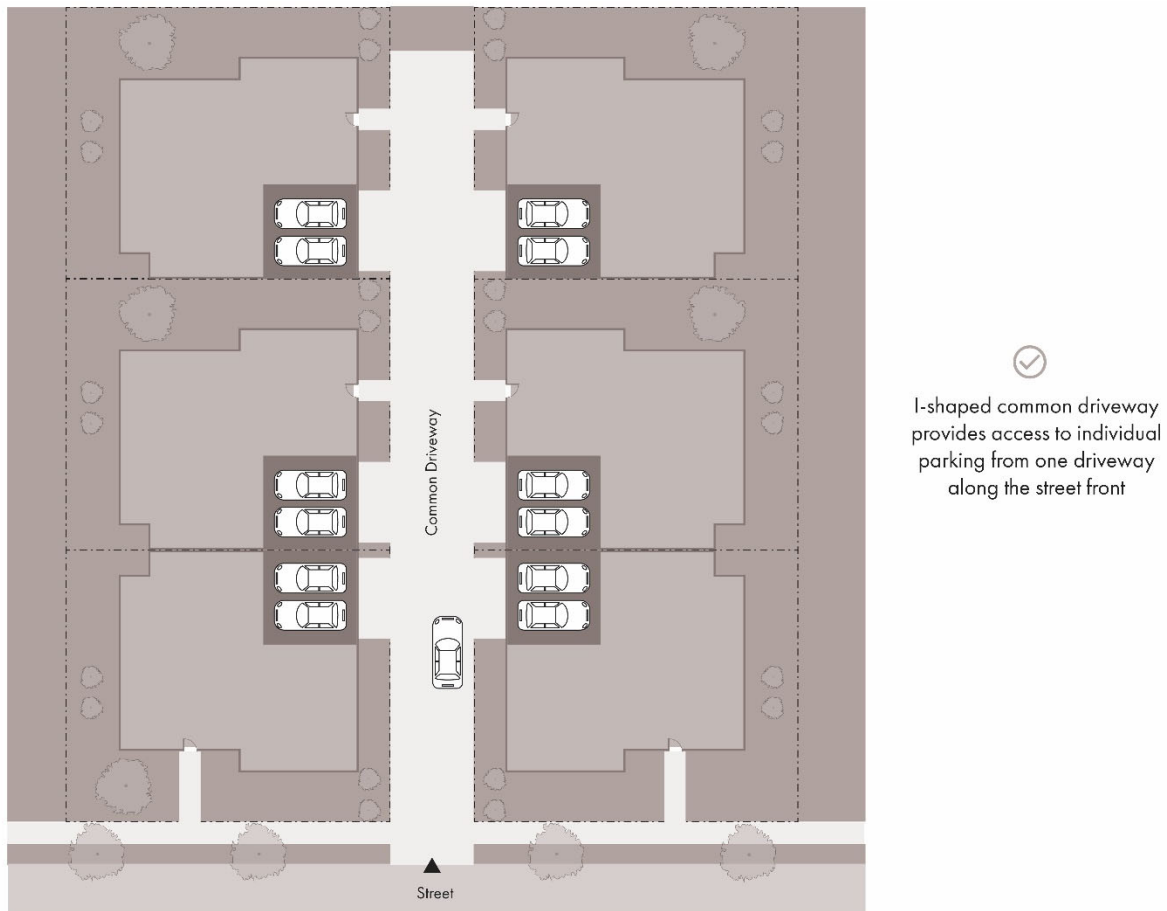 Common Driveway
I-shaped common driveway
provides access to individual
parking from one driveway
along the street front
Street